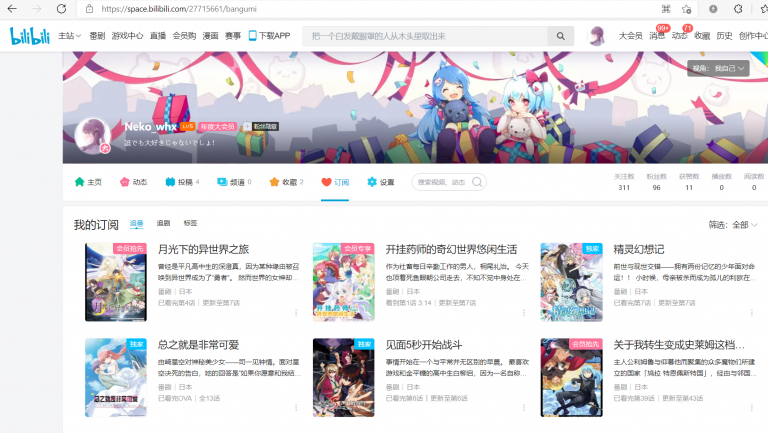 https://space.bilibili.com/27715661/bangumi
bilibili 主站 番剧 游戏中心 直播 会员购 漫画 赛事 下载APP 把一个白发戴眼罩的人从木头里取出来 大会员 消息 99+ 动态 71 收藏 历史 创作中心
视角： 我自己
Neko_whx LV5 年度大会员 粉丝勋章
誰でも大好きじゃないでしょ！
主页 动态 投稿 4 频道 0 收藏 2 订阅 设置 搜索视频、动态 关注数 粉丝数 获赞数 播放数 阅读数
311 96 11 0 0
我的订阅 追番 追剧 标签 筛选： 全部
会员抢先
月光下的异世界之旅
曾经是平凡高中生的深澄真，因为某种缘由被召
唤到异世界成为了“勇者”。 然而世界的女神却...
番剧 | 日本
已看完第4话 | 更新至第7话
会员专享
开挂药师的奇幻世界悠闲生活
作为社畜每日辛勤工作的男人，桐尾礼治。 今天
番剧 | 日本
看到第1话 3:14 | 更新至第7话
独家
精灵幻想记
前世与现世交错——拥有两份记忆的少年面对命
运！！ 小时候，母亲被杀而成为孤儿的利欧在...
番剧 | 日本
已看完第7话 | 更新至第7话
独家
总之就是非常可爱
由崎星空对神秘美少女——司一见钟情。面对星
空决死的告白，她的回答是“如果你愿意和我结...
番剧 | 日本
已看完OVA | 全13话
独家
见面5秒开始战斗
事情开始在一个与平常并无区别的早晨。 最喜欢
游戏和金平糖的高中生白柳启，因为一名自称...
番剧 | 日本
已看完第6话 | 更新至第6话
会员抢先
关于我转生变成史莱姆这档...
主人公利姆鲁与仰慕他而聚集的众多魔物们所建
立的国家「鸠拉·特恩佩斯特国」，经由与邻国...
番剧 | 日本
已看完第39话 | 更新至第43话